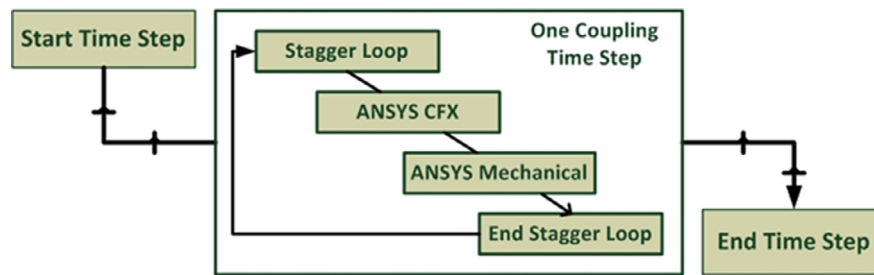 Start Time Step
Stagger Loop
One Coupling
Time Step
ANSYS CFX
ANSYS Mechanical
End Stagger Loop
End Time Step